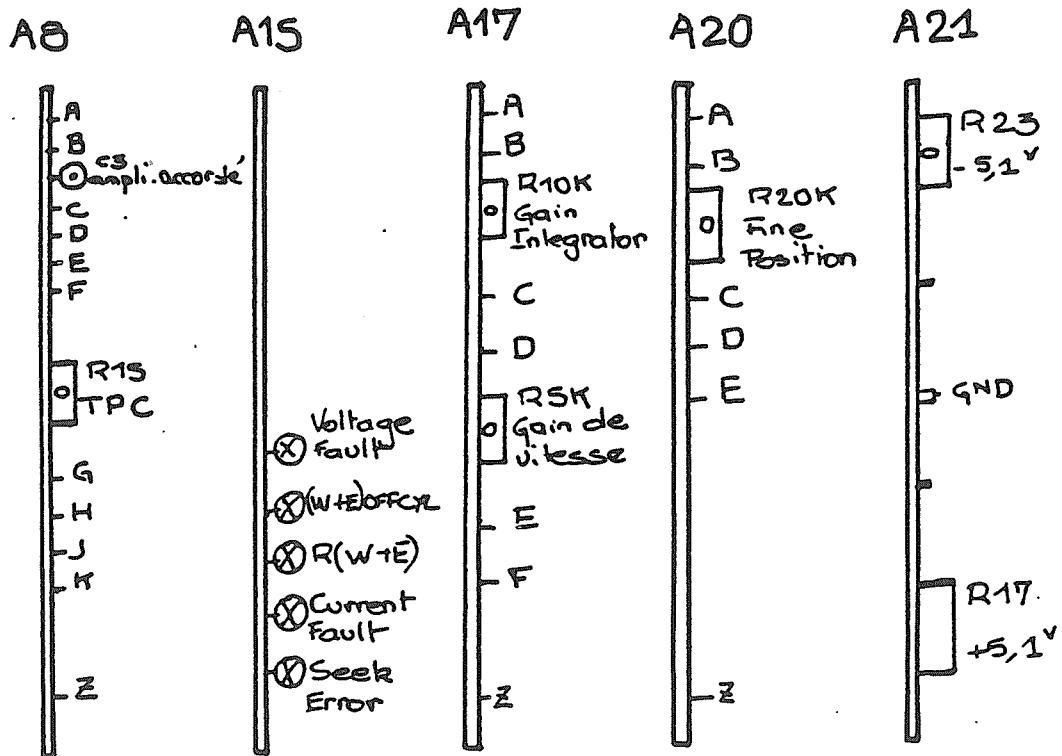 A8
A
B
c3
ampli.accordé
C
D
E
F
R15
TPC
G
H
J
K
Z
A15
Voltage
Fault
(W+E)OFFCYL
R(W+E)
Current
Fault
Seek
Error
A17
A
B
R10K
Gain
Integrator
C
D
R5K
Gain de
vitesse
E
F
Z
A20
A
B
R20K
Fine
Position
C
D
E
Z
A21
R23
-5,1V
GND
R17
+5,1V